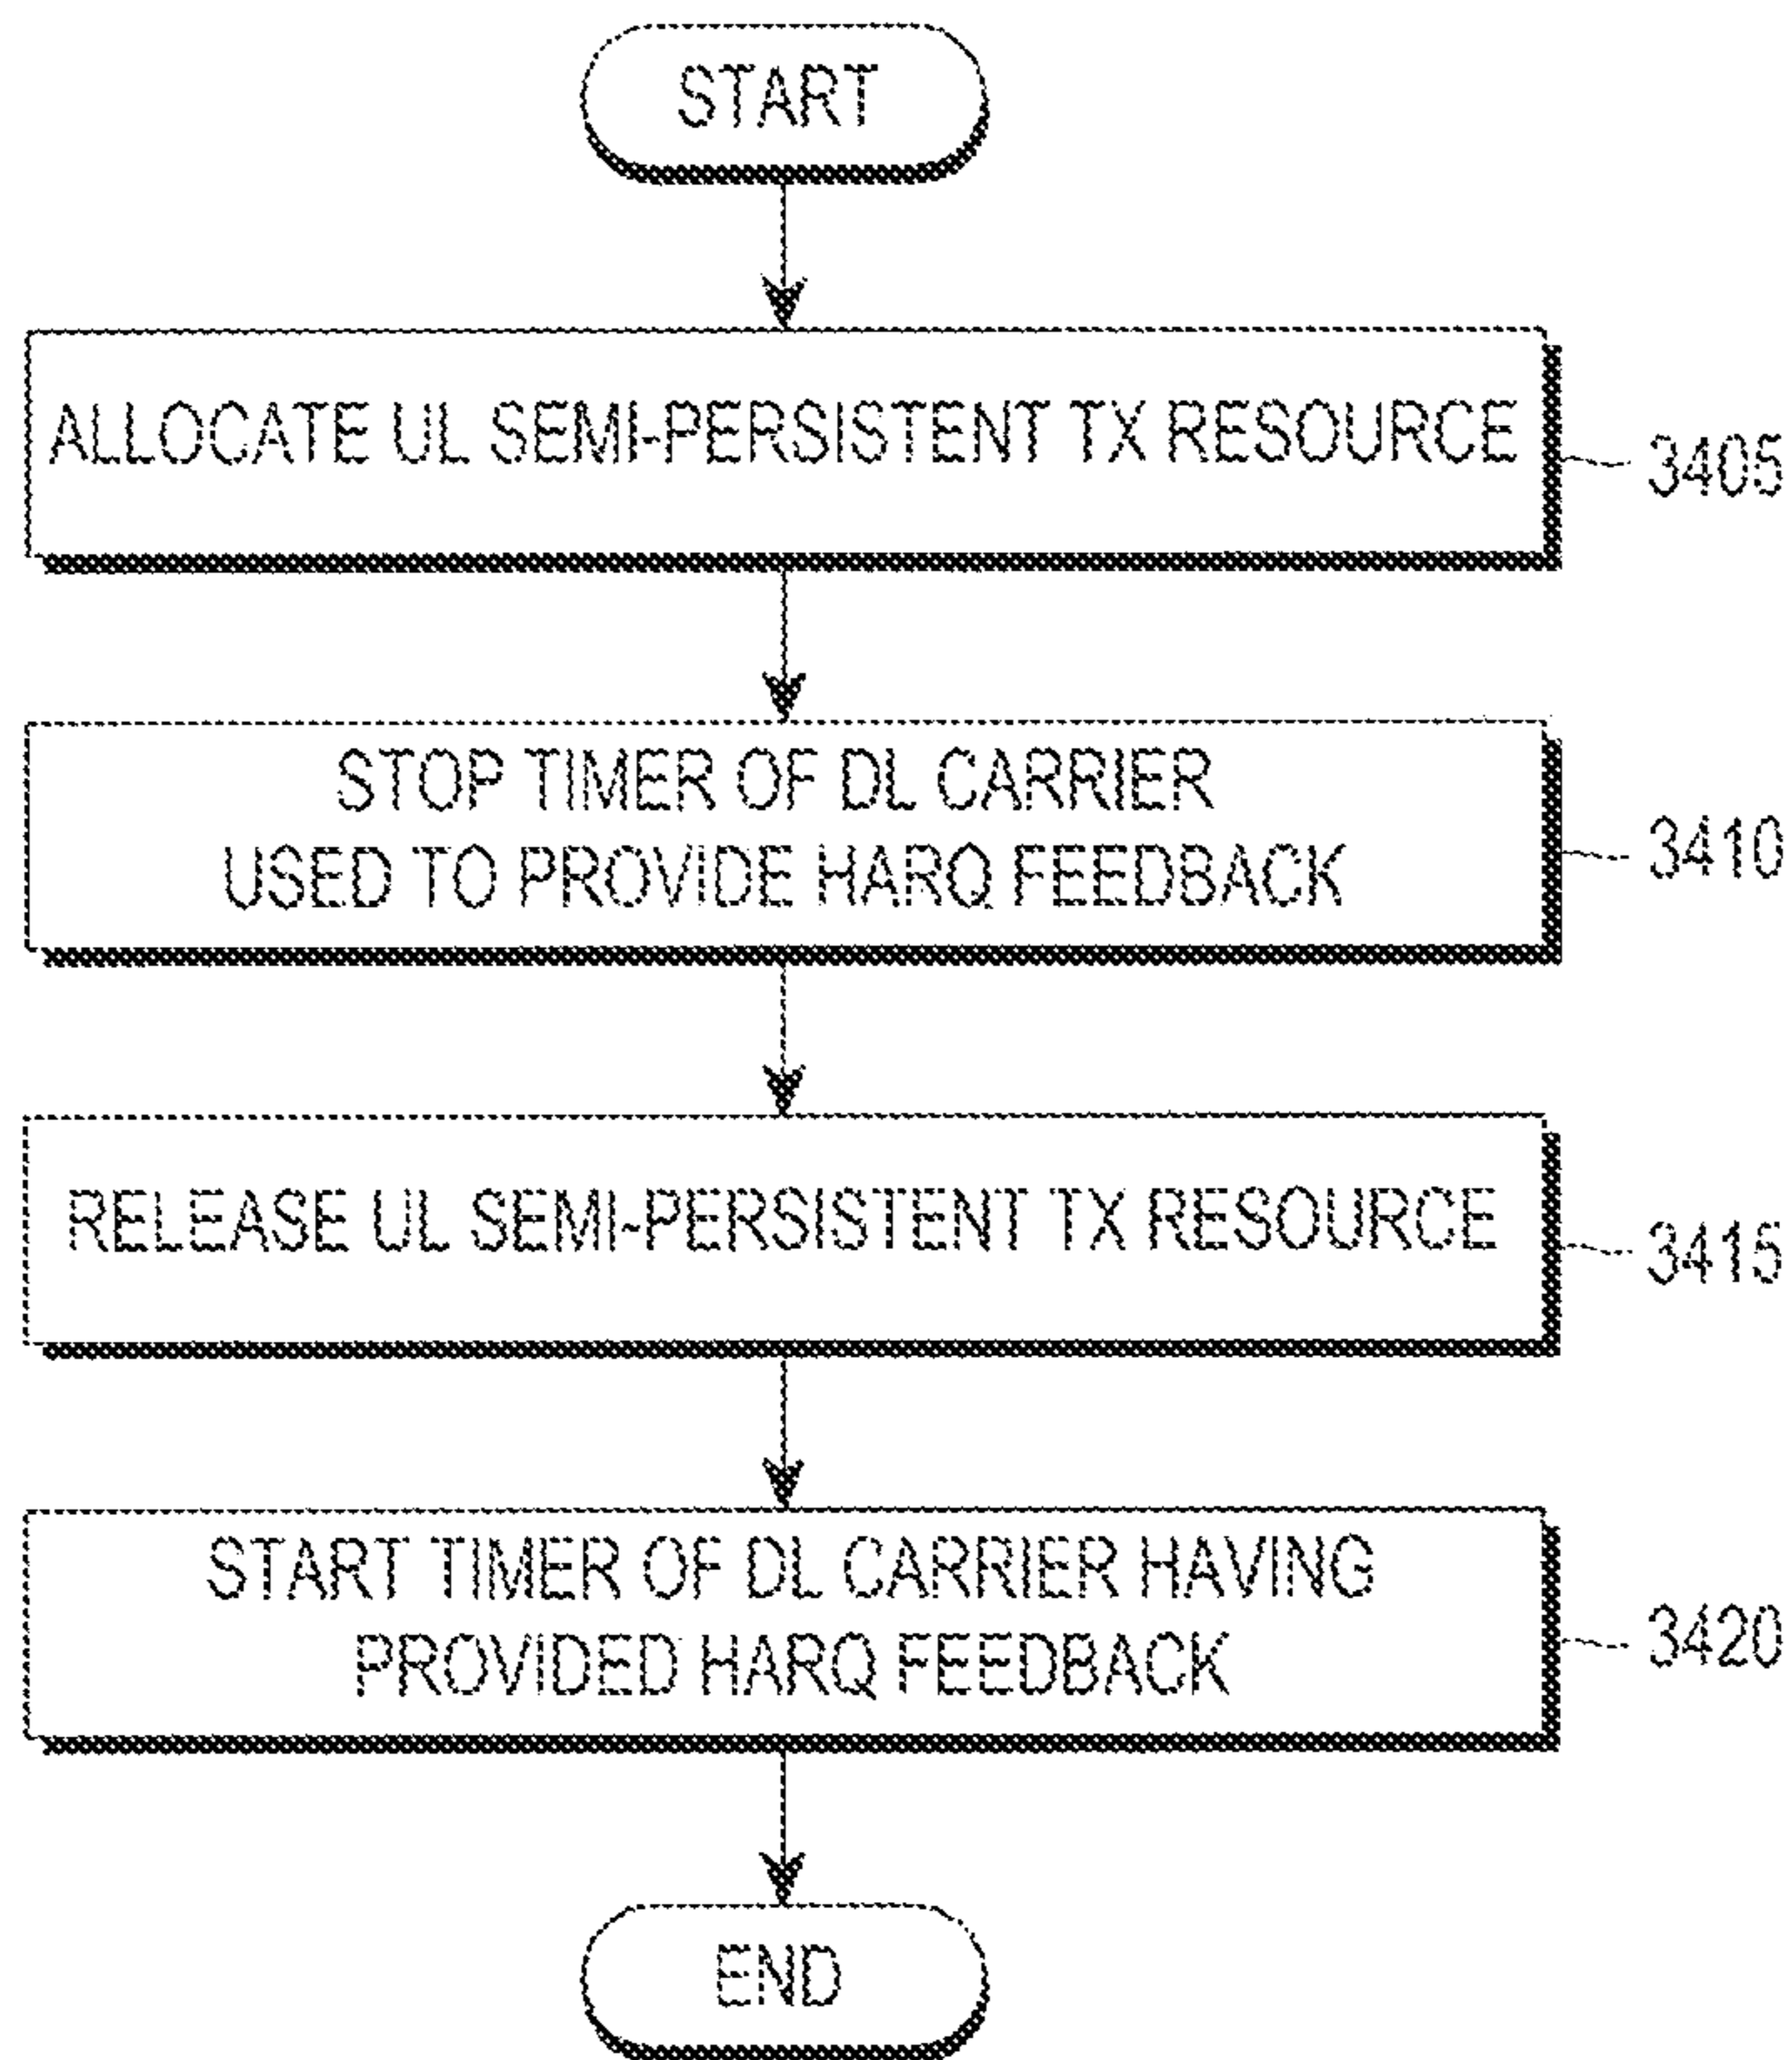 START
ALLOCATE UL SEMI-PERSISTENT TX RESOURCE
3405
STOP TIMER OF DL CARRIER
USED TO PROVIDE HARQ FEEDBACK
3410
RELEASE UL SEMI-PERSISTENT TX RESOURCE
3415
START TIMER OF DL CARRIER HAVING
PROVIDED HARQ FEEDBACK
3420
END